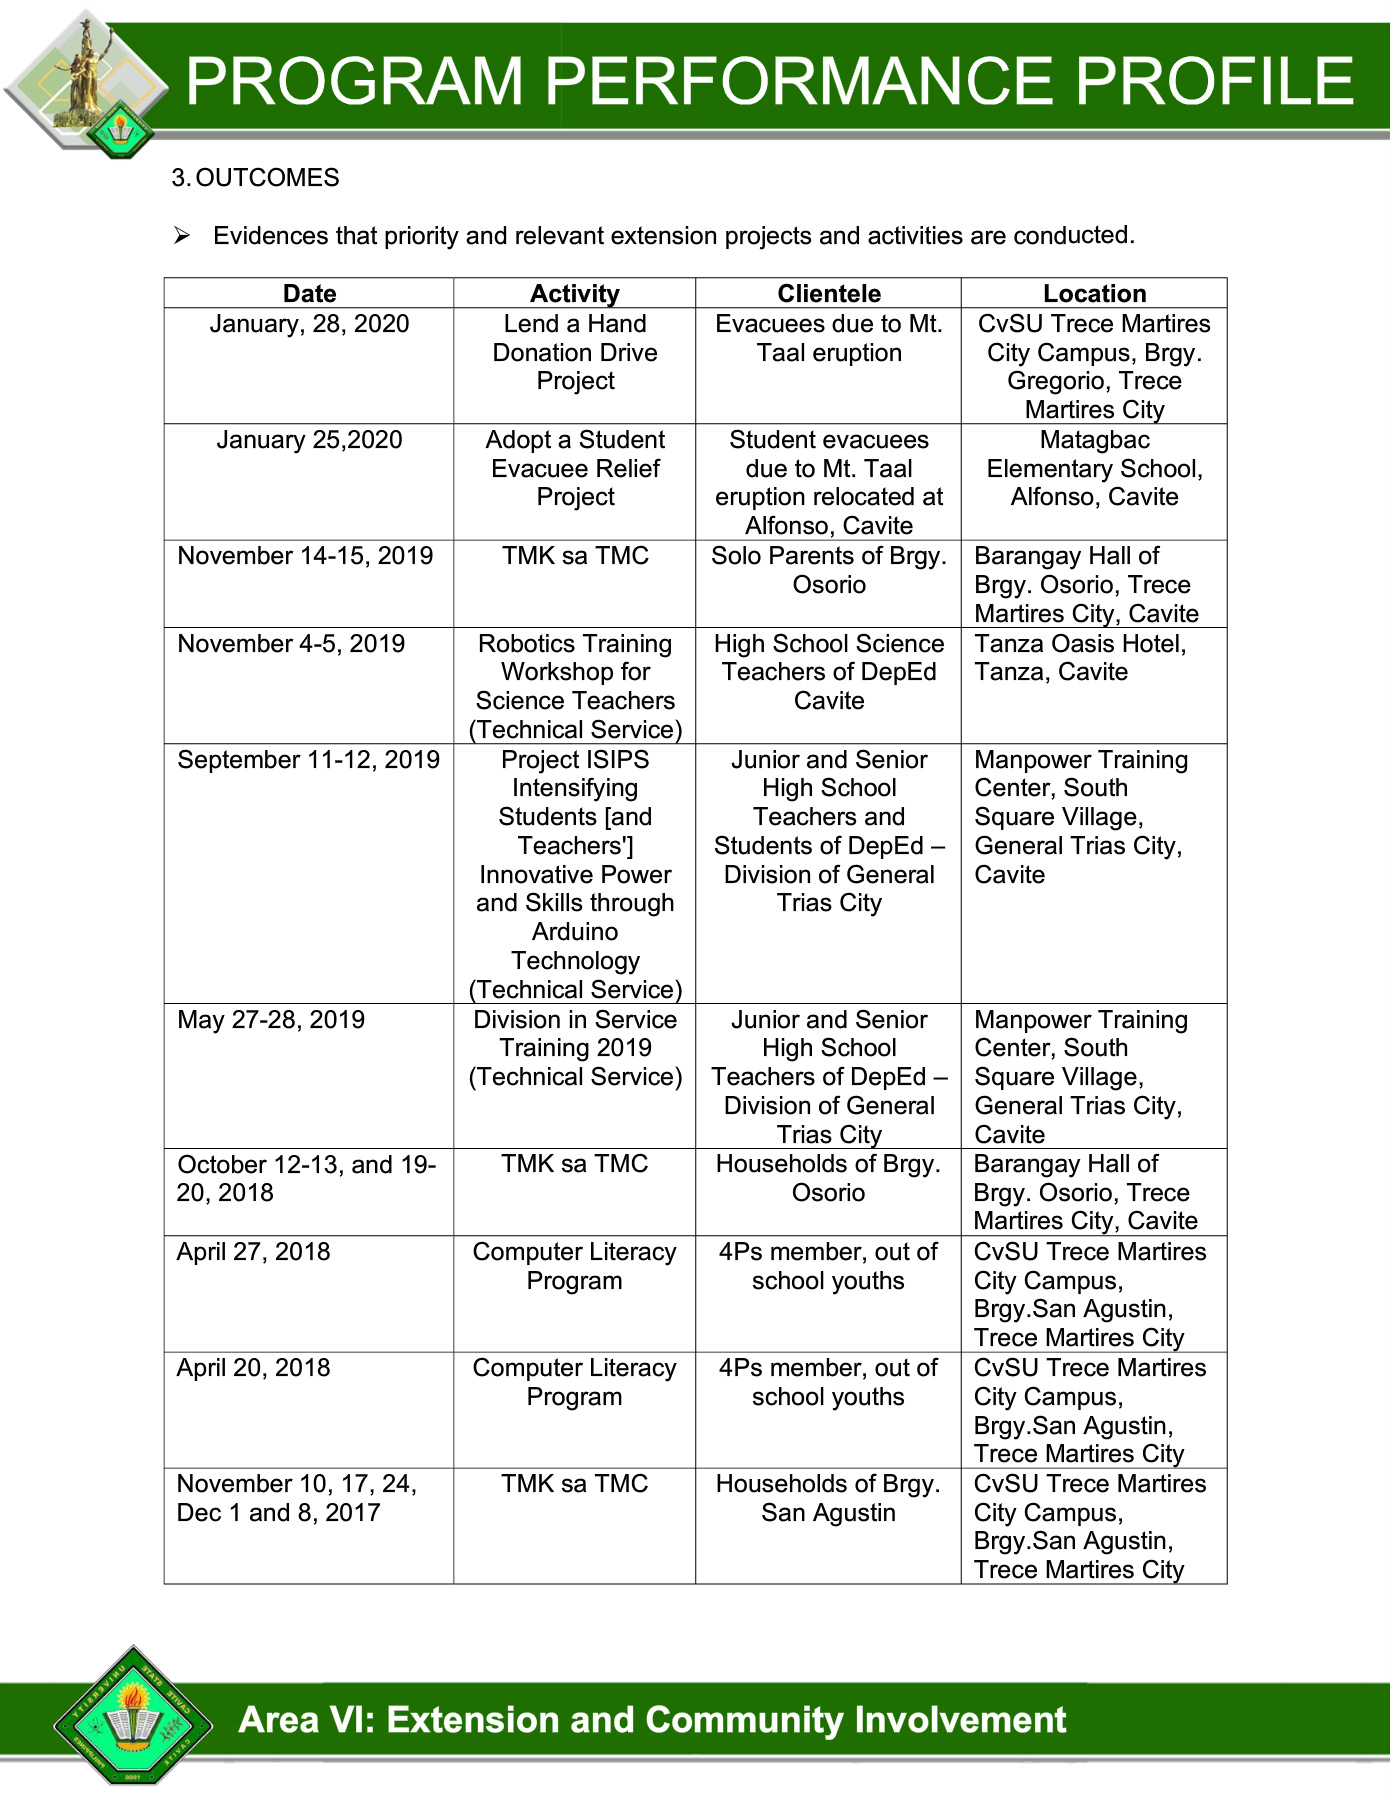 PROGRAM PERFORMANCE PROFILE
3. OUTCOMES
➢ Evidences that priority and relevant extension projects and activities are conducted.
Date Activity Clientele Location
January, 28, 2020 Lend a Hand Evacuees due to Mt. CvSU Trece Martires
Donation Drive Taal eruption City Campus, Brgy.
Project Gregorio, Trece
Martires City
January 25,2020 Adopt a Student Student evacuees Matagbac
Evacuee Relief due to Mt. Taal Elementary School,
Project eruption relocated at Alfonso, Cavite
Alfonso, Cavite
November 14-15, 2019 TMK sa TMC Solo Parents of Brgy. Barangay Hall of
Osorio Brgy. Osorio, Trece
Martires City, Cavite
November 4-5, 2019 Robotics Training High School Science Tanza Oasis Hotel,
Workshop for Teachers of DepEd Tanza, Cavite
Science Teachers Cavite
(Technical Service)
September 11-12, 2019 Project ISIPS Junior and Senior Manpower Training
Intensifying High School Center, South
Students [and Teachers and Square Village,
Teachers'] Students of DepEd – General Trias City,
Innovative Power Division of General Cavite
and Skills through Trias City
Arduino
Technology
(Technical Service)
May 27-28, 2019 Division in Service Junior and Senior Manpower Training
Training 2019 High School Center, South
(Technical Service) Teachers of DepEd – Square Village,
Division of General General Trias City,
Trias City Cavite
October 12-13, and 19- TMK sa TMC Households of Brgy. Barangay Hall of
20, 2018 Osorio Brgy. Osorio, Trece
Martires City, Cavite
April 27, 2018 Computer Literacy 4Ps member, out of CvSU Trece Martires
Program school youths City Campus,
Brgy.San Agustin,
Trece Martires City
April 20, 2018 Computer Literacy 4Ps member, out of CvSU Trece Martires
Program school youths City Campus,
Brgy.San Agustin,
Trece Martires City
November 10, 17, 24, TMK sa TMC Households of Brgy. CvSU Trece Martires
Dec 1 and 8, 2017 San Agustin City Campus,
Brgy.San Agustin,
Trece Martires City
CAVITE STATE UNIVERSITY
CAVITE PHILIPPINES
Area VI: Extension and Community Involvement